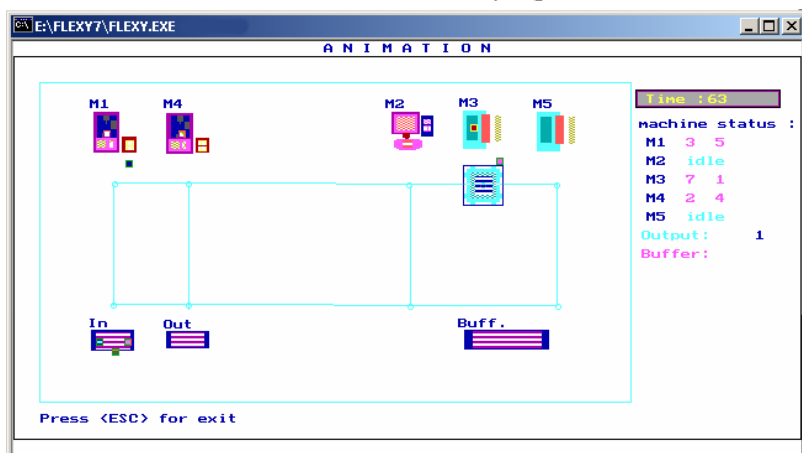 E:\FLEXY7\FLEXY.EXE
A N I M A T I O N
M1 M4 M2 M3 M5
Time :63
machine status :
M1 3 5
M2 idle
M3 7 1
M4 2 4
M5 idle
Output: 1
Buffer:
In Out Buff.
Press <ESC> for exit